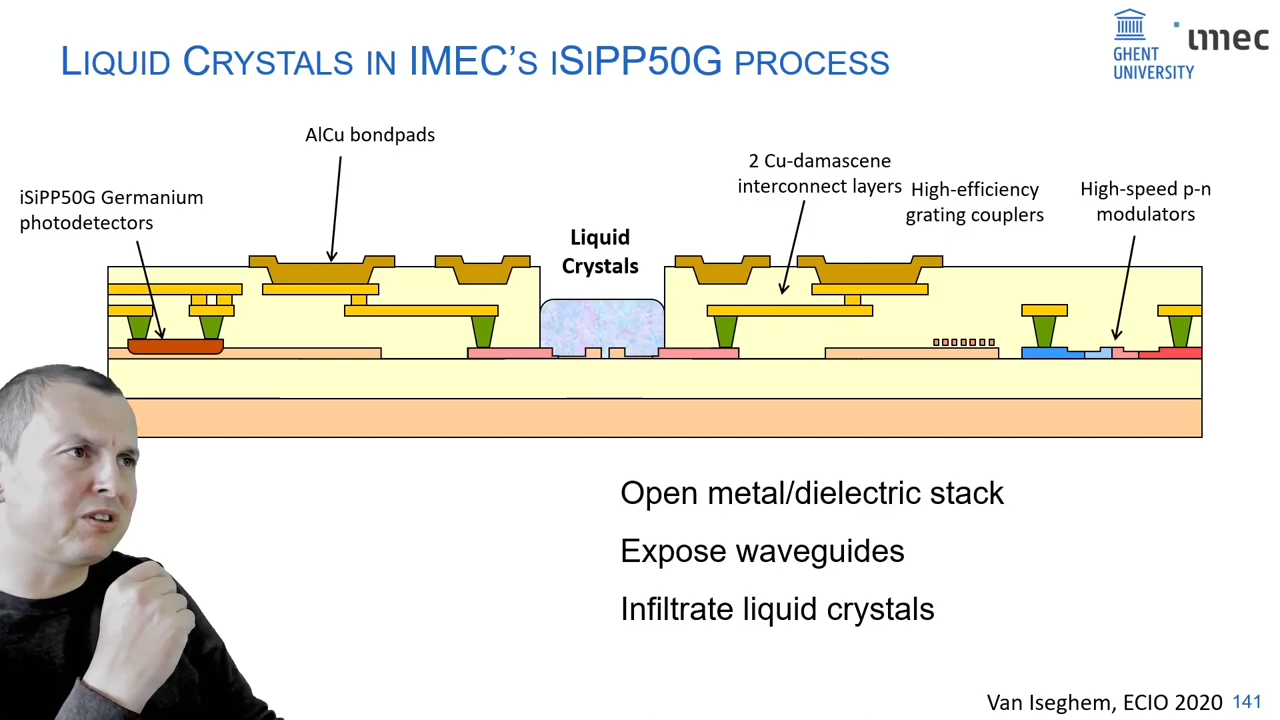 LIQUID CRYSTALS IN IMEC'S iSiPP50G PROCESS
GHENT
UNIVERSITY
imec
AlCu bondpads
iSiPP50G Germanium
photodetectors
Liquid
Crystals
2 Cu-damascene
interconnect layers
High-efficiency
grating couplers
High-speed p-n
modulators
Open metal/dielectric stack
Expose waveguides
Infiltrate liquid crystals
Van Iseghem, ECIO 2020
141